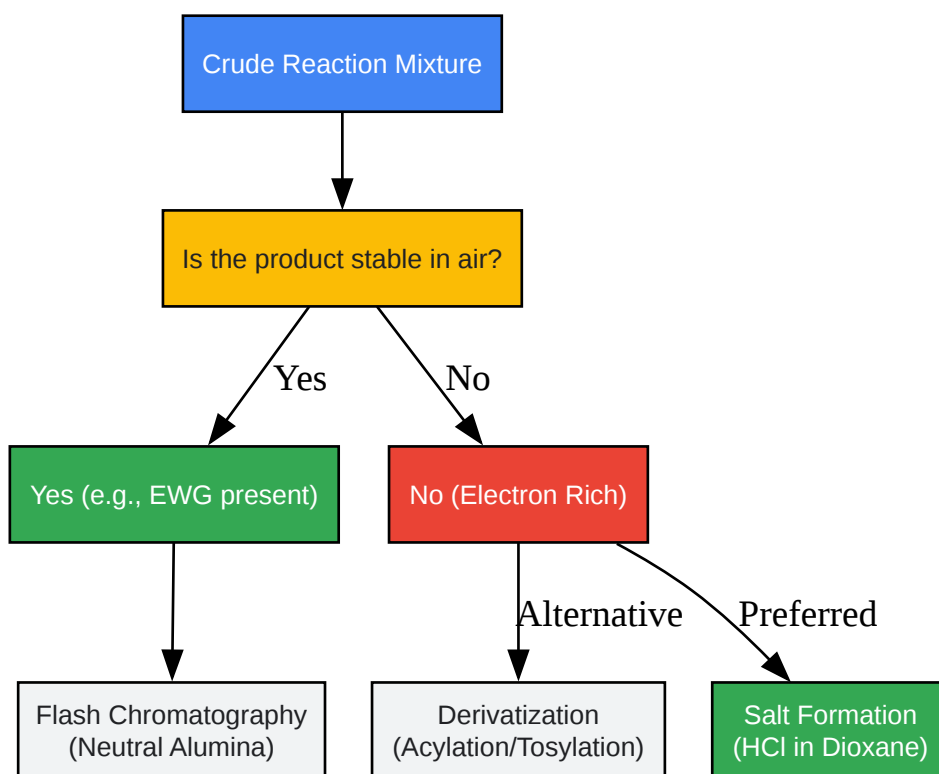 Crude Reaction Mixture
Is the product stable in air?
Yes
No
Yes (e.g., EWG present)
No (Electron Rich)
Alternative
Preferred
Flash Chromatography
(Neutral Alumina)
Derivatization
(Acylation/Tosylation)
Salt Formation
(HCl in Dioxane)